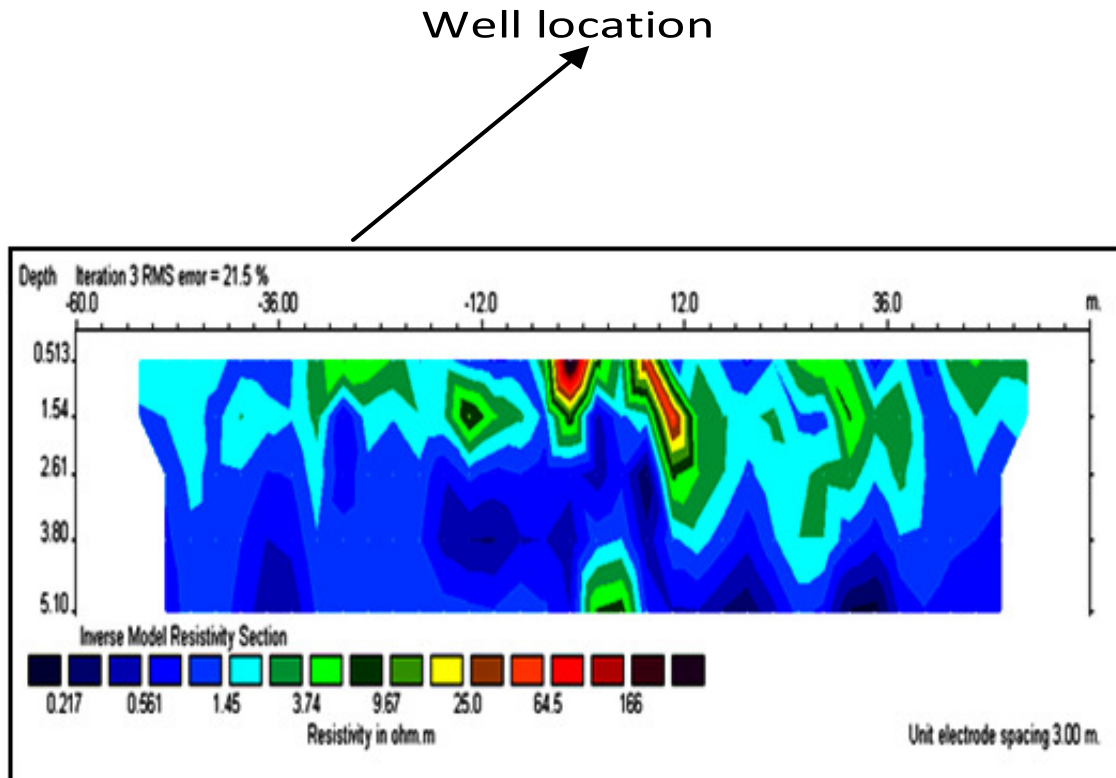 Well location
Depth Iteration 3 RMS error = 21.5 %
-60.0 -36.00 -12.0 12.0 36.0 m.
0.513
1.54
2.61
3.80
5.10
Inverse Model Resistivity Section
0.217 0.561 1.45 3.74 9.67 25.0 64.5 166
Resistivity in ohm.m Unit electrode spacing 3.00 m.